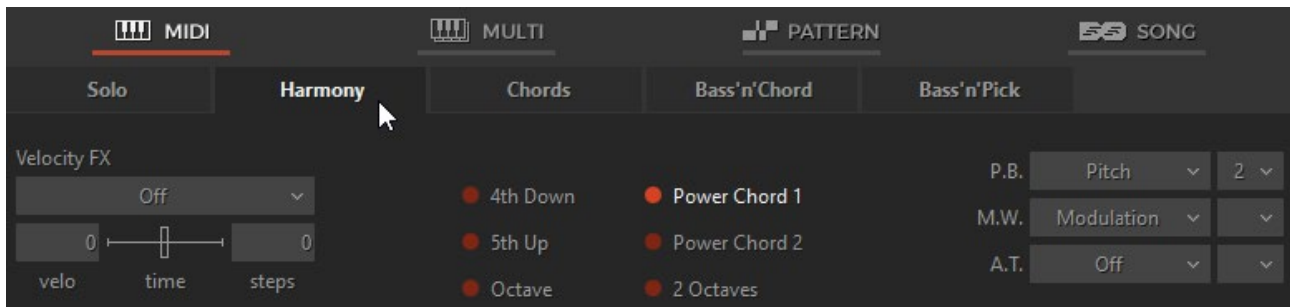 MIDI MULTI PATTERN SONG
Solo Harmony Chords Bass'n'Chord Bass'n'Pick
Velocity FX
Off
0 0
velo time steps
4th Down Power Chord 1
5th Up Power Chord 2
Octave 2 Octaves
P.B. Pitch 2
M.W. Modulation
A.T. Off